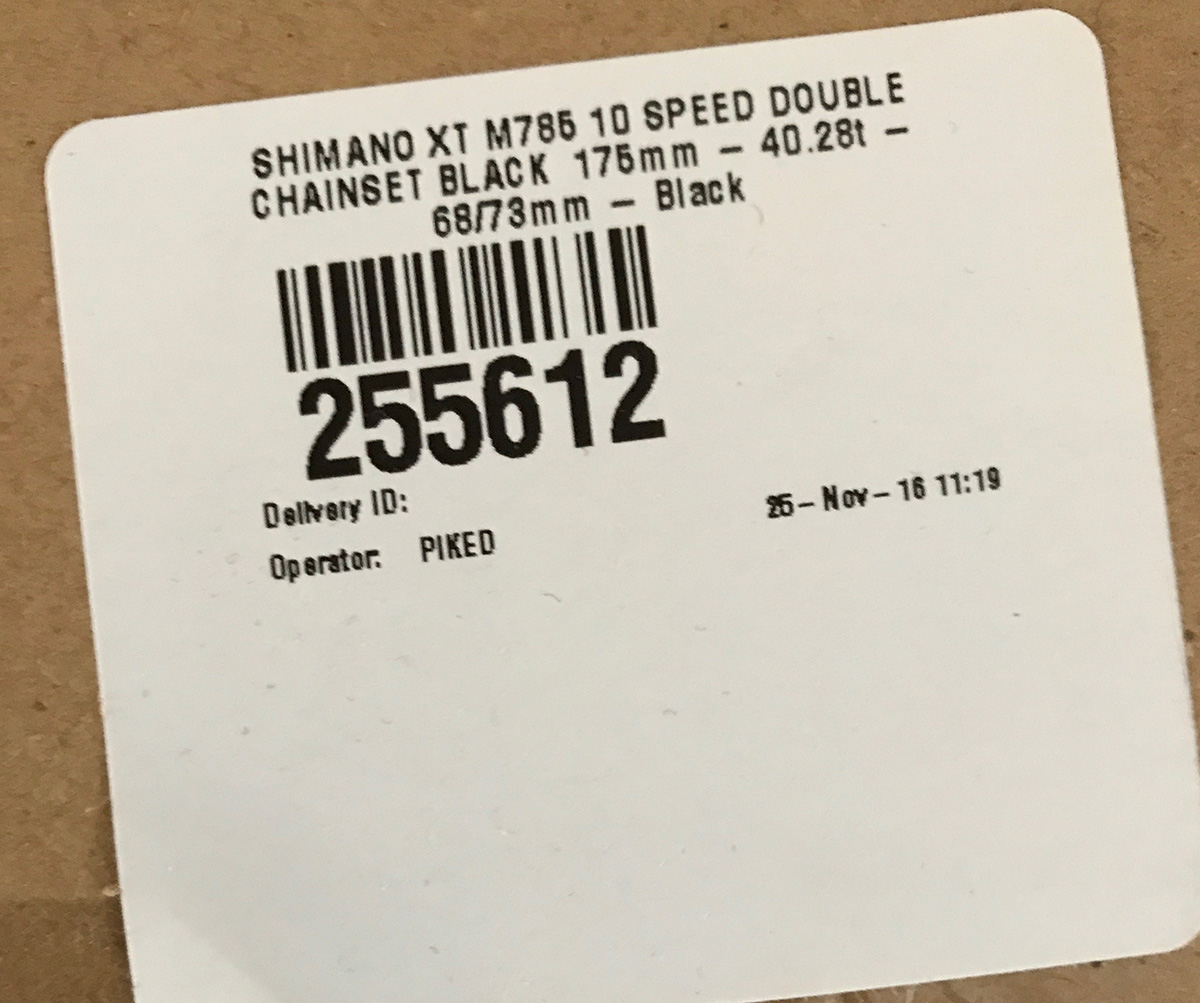 SHIMANO XT M785 10 SPEED DOUBLE
CHAINSET BLACK 175mm - 40.28t -
68/73mm - Black
255612
Delivery ID:
25-Nov-16 11:19
Operator: PIKED